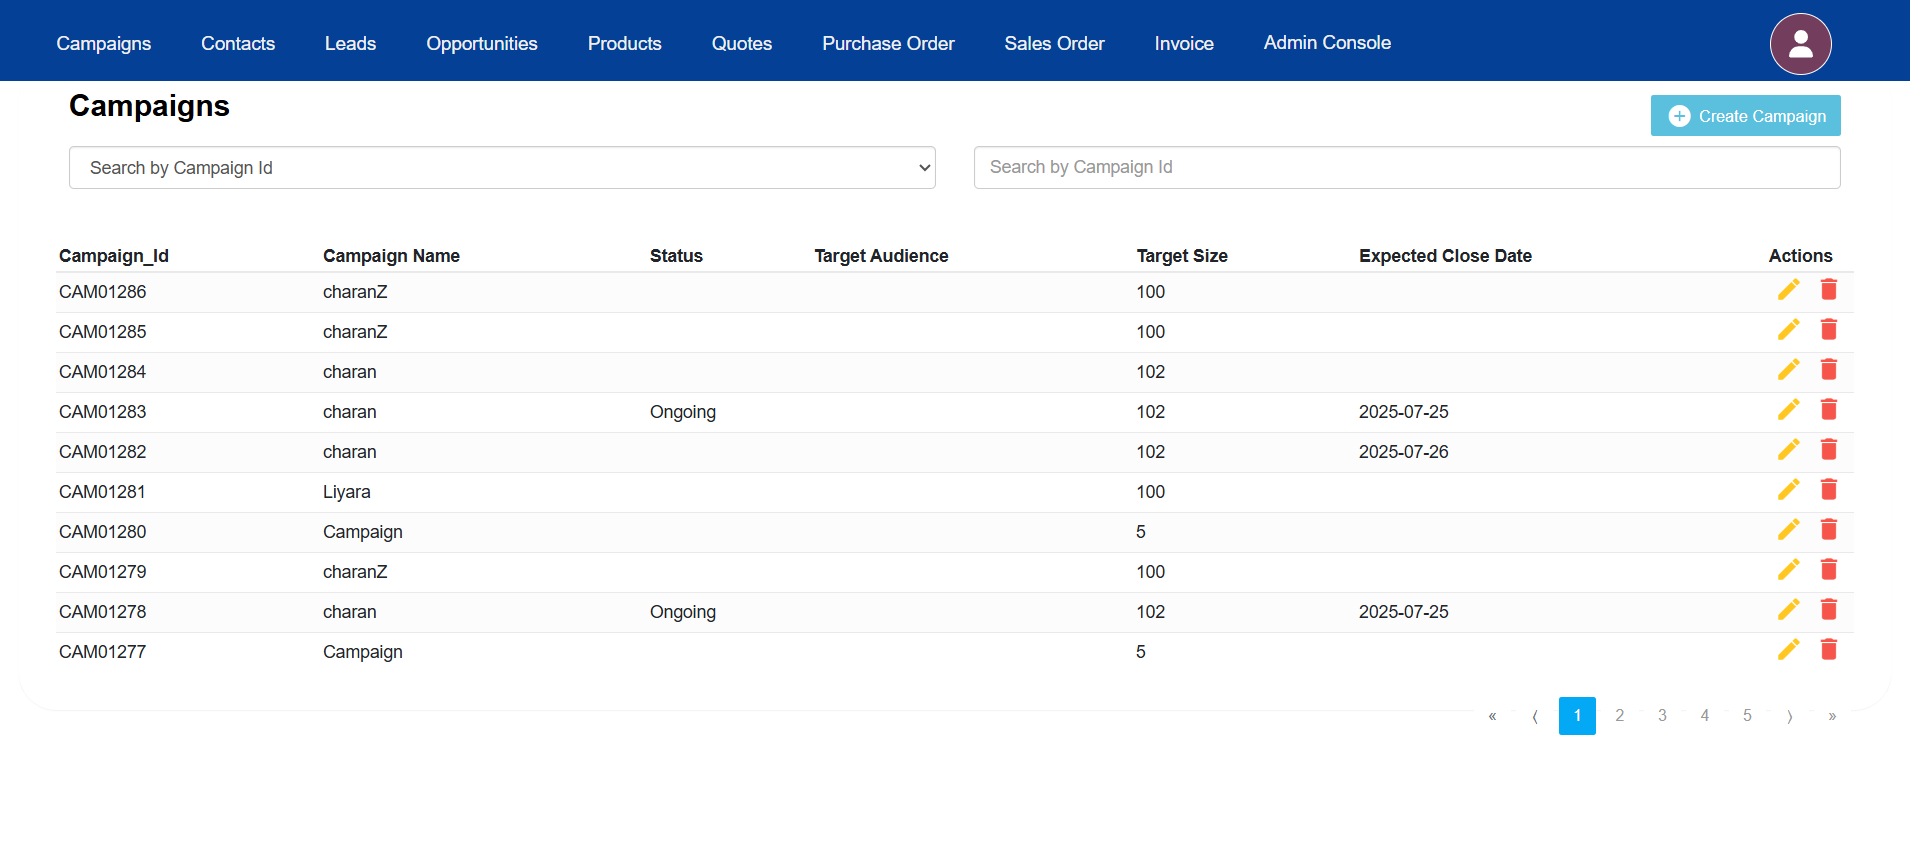 Campaigns Contacts Leads Opportunities Products Quotes Purchase Order Sales Order Invoice Admin Console
Campaigns
Create Campaign
Search by Campaign Id Search by Campaign Id
Campaign_Id Campaign Name Status Target Audience Target Size Expected Close Date Actions
CAM01286 charanZ 100
CAM01285 charanZ 100
CAM01284 charan 102
CAM01283 charan Ongoing 102 2025-07-25
CAM01282 charan 102 2025-07-26
CAM01281 Liyara 100
CAM01280 Campaign 5
CAM01279 charanZ 100
CAM01278 charan Ongoing 102 2025-07-25
CAM01277 Campaign 5
« ⟨ 1 2 3 4 5 ⟩ »